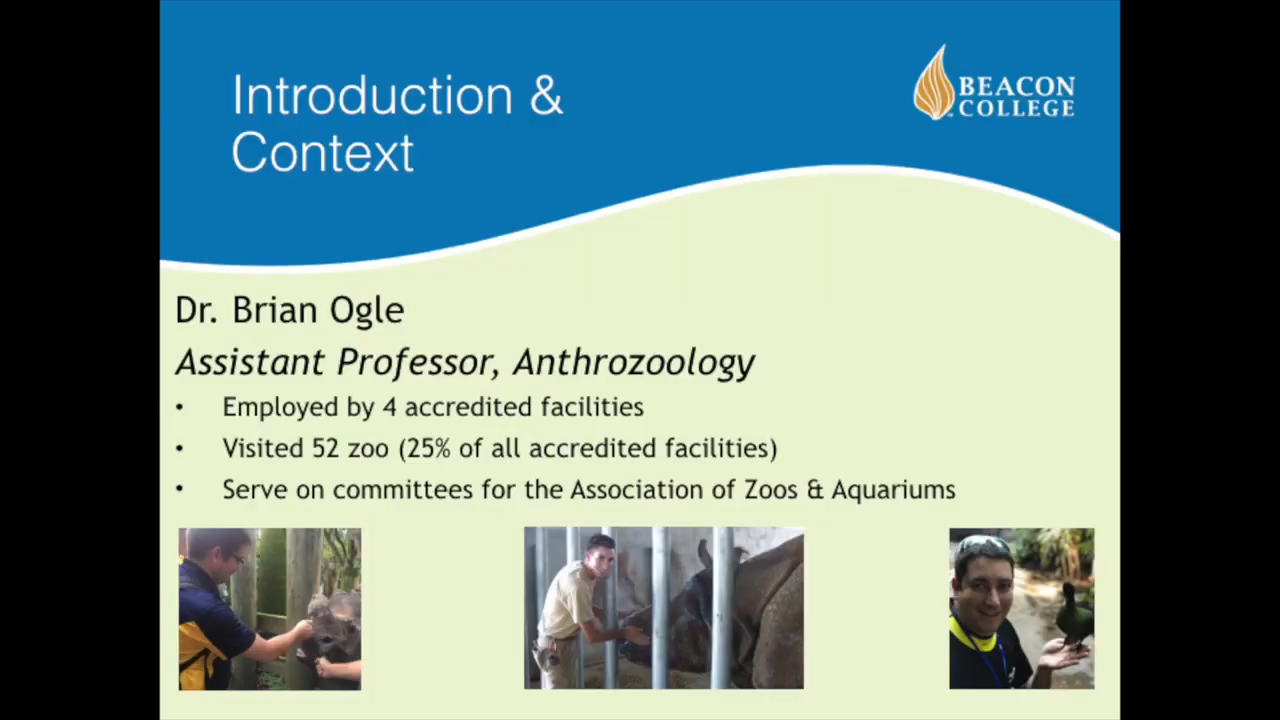 Introduction &
Context
BEACON
COLLEGE
Dr. Brian Ogle
Assistant Professor, Anthrozoology
• Employed by 4 accredited facilities
• Visited 52 zoo (25% of all accredited facilities)
• Serve on committees for the Association of Zoos & Aquariums